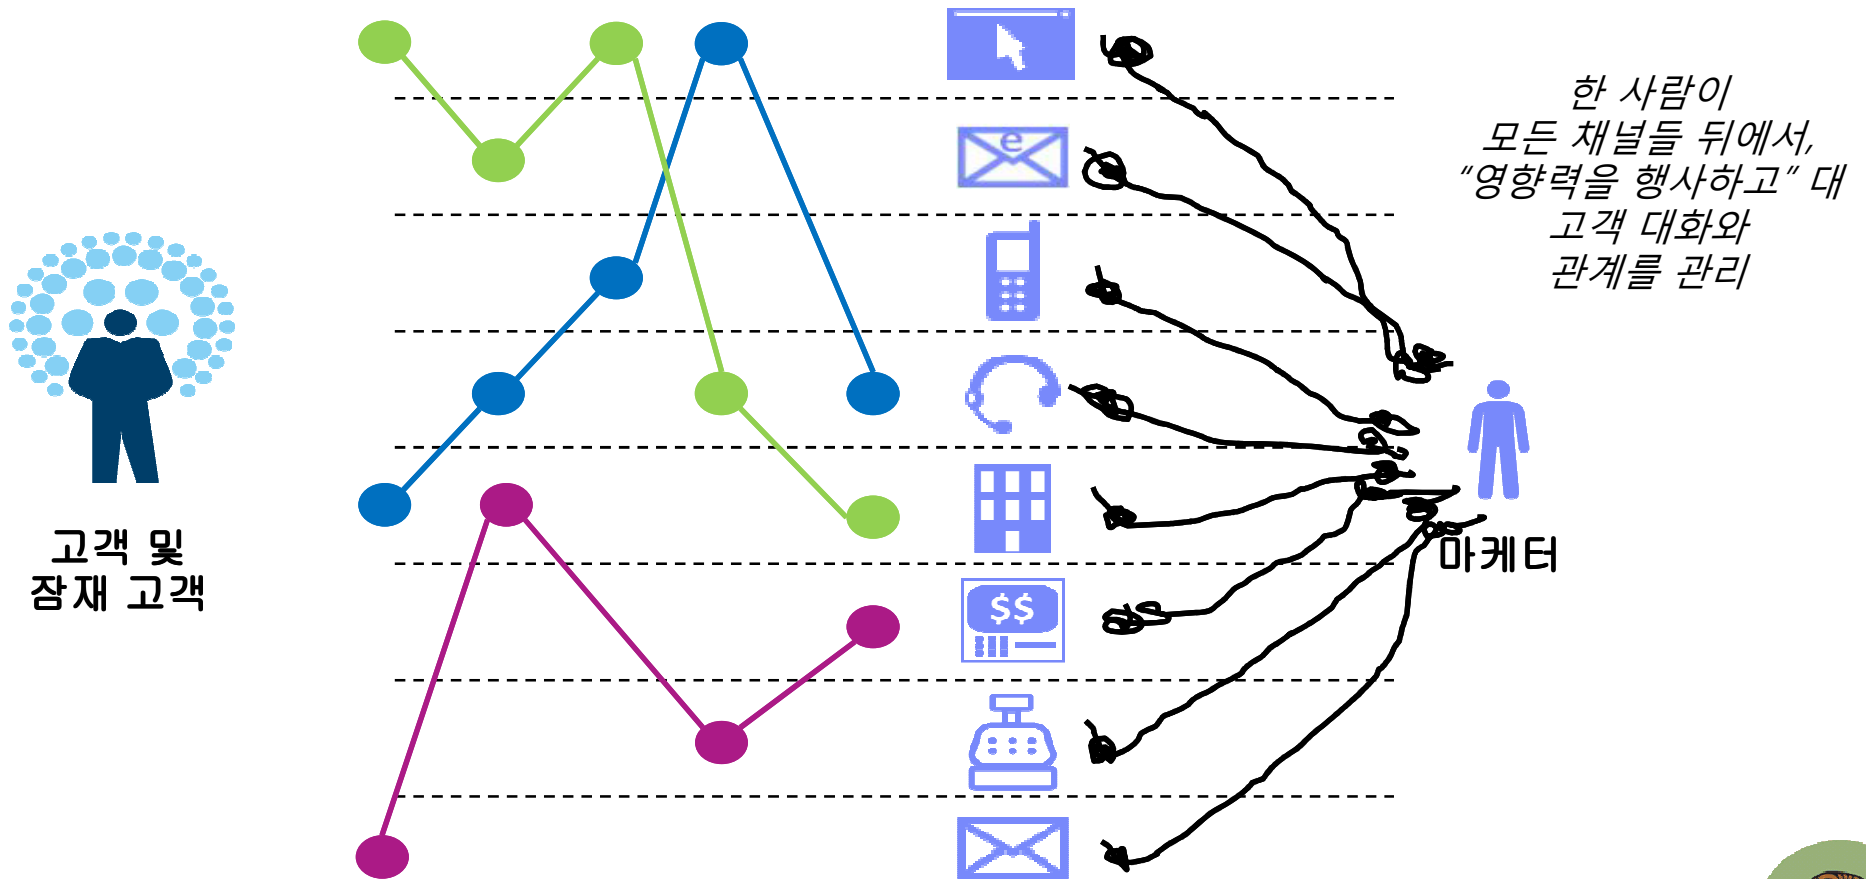 한 사람이
모든 채널들 뒤에서,
“영향력을 행사하고” 대
고객 대화와
관계를 관리
e
고객 및
잠재 고객
마케터
$$